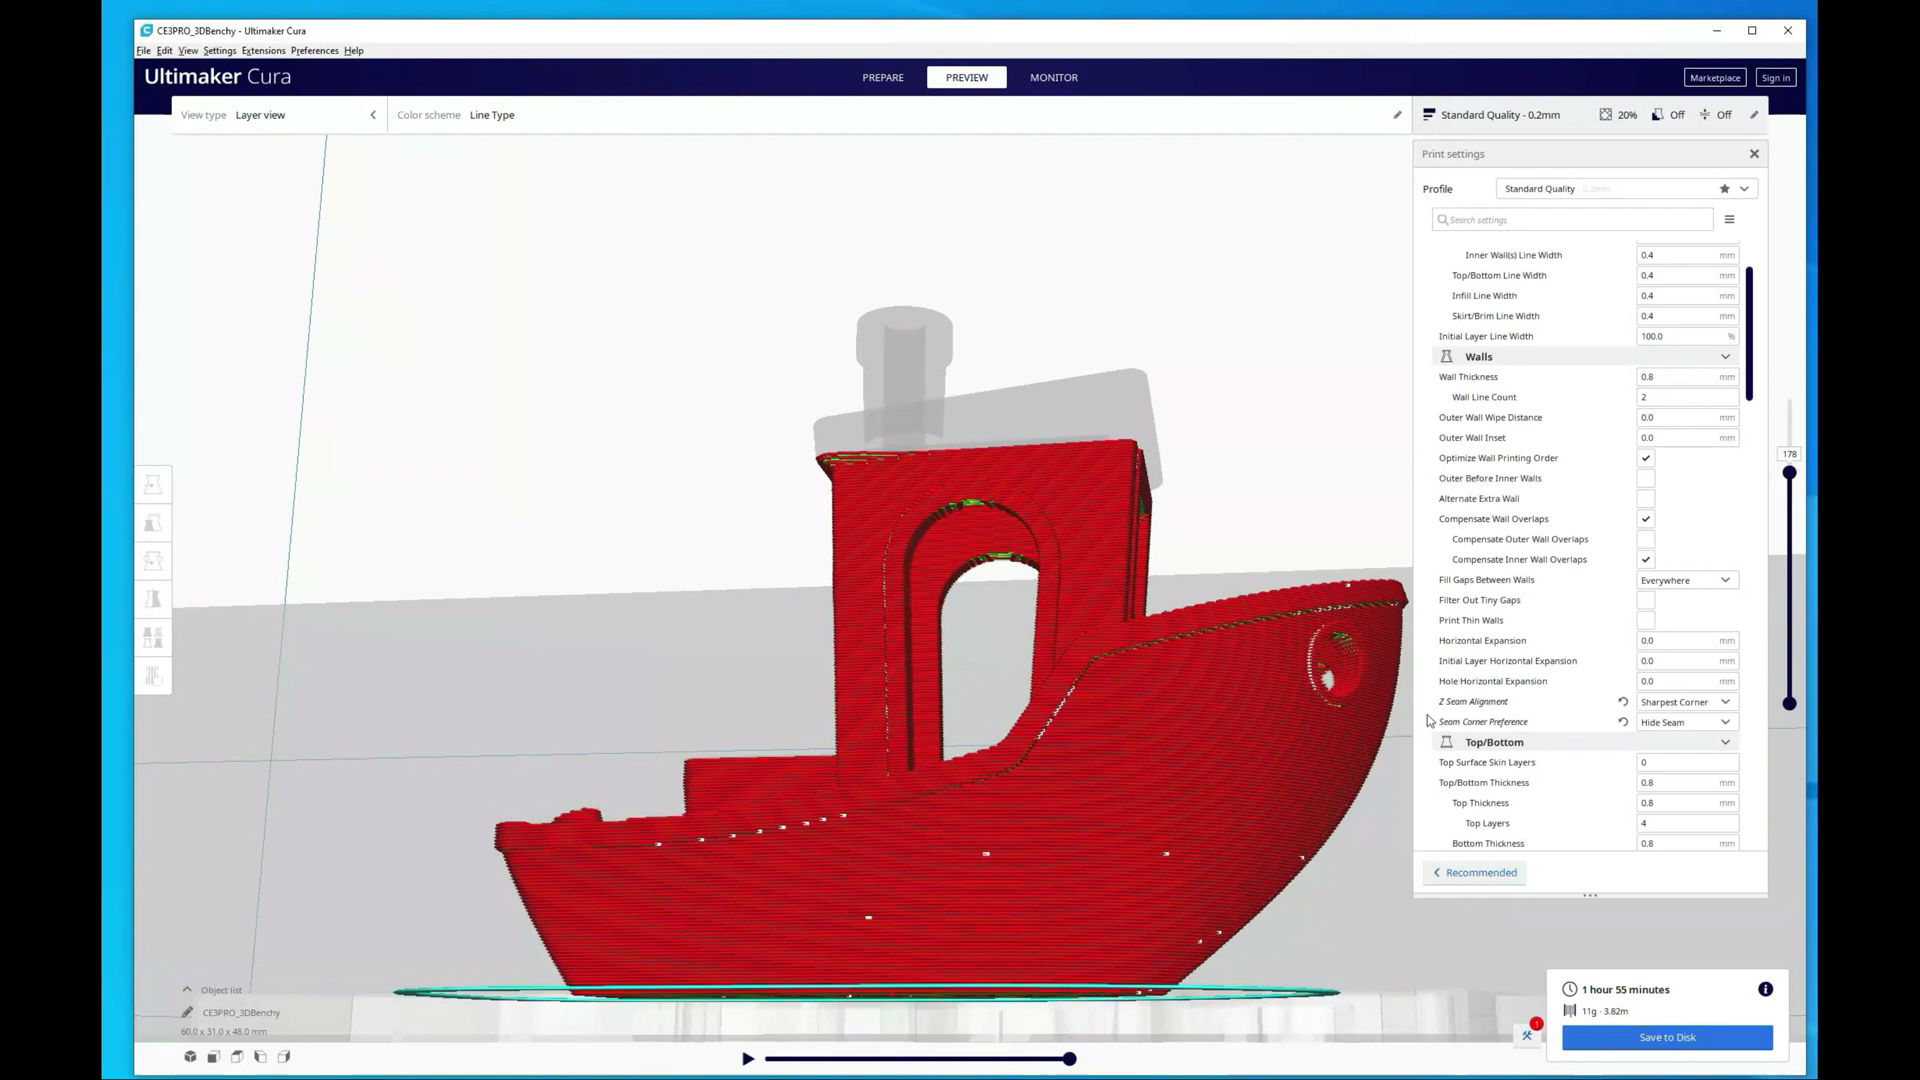 CE3PRO_3DBenchy - Ultimaker Cura
File Edit View Settings Extensions Preferences Help
Ultimaker Cura
PREPARE PREVIEW MONITOR
Marketplace Sign in
View type Layer view
Color scheme Line Type
Standard Quality - 0.2mm 20% Off Off
Print settings
Profile Standard Quality 0.2mm
Search settings
Inner Wall(s) Line Width 0.4 mm
Top/Bottom Line Width 0.4 mm
Infill Line Width 0.4 mm
Skirt/Brim Line Width 0.4 mm
Initial Layer Line Width 100.0 %
Walls
Wall Thickness 0.8 mm
Wall Line Count 2
Outer Wall Wipe Distance 0.0 mm
Outer Wall Inset 0.0 mm
Optimize Wall Printing Order
178
Outer Before Inner Walls
Alternate Extra Wall
Compensate Wall Overlaps
Compensate Outer Wall Overlaps
Compensate Inner Wall Overlaps
Fill Gaps Between Walls Everywhere
Filter Out Tiny Gaps
Print Thin Walls
Horizontal Expansion 0.0 mm
Initial Layer Horizontal Expansion 0.0 mm
Hole Horizontal Expansion 0.0 mm
Z Seam Alignment Sharpest Corner
Seam Corner Preference Hide Seam
Top/Bottom
Top Surface Skin Layers 0
Top/Bottom Thickness 0.8 mm
Top Thickness 0.8 mm
Top Layers 4
Bottom Thickness 0.8 mm
Recommended
Object list
CE3PRO_3DBenchy
60.0 x 31.0 x 48.0 mm
1 hour 55 minutes
11g · 3.82m
1
Save to Disk